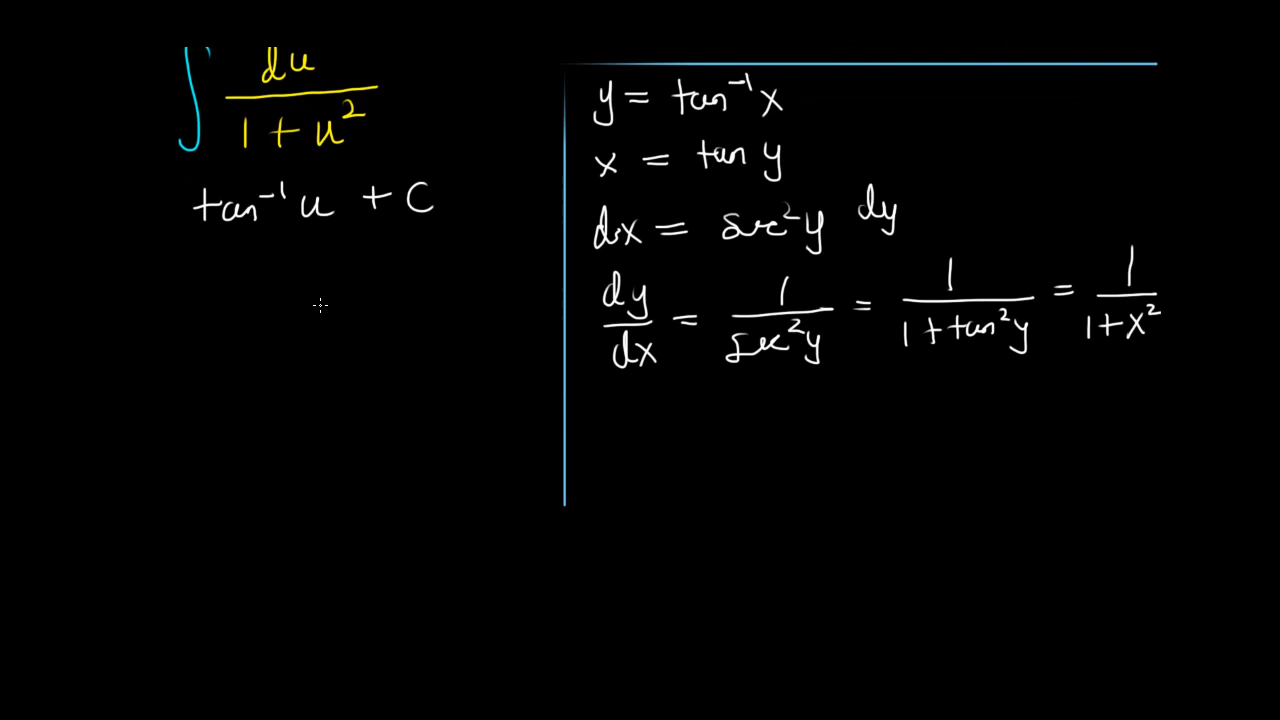 ∫ du / (1 + u²)
tan⁻¹ u + C
y = tan⁻¹ x
x = tan y
dx = sec² y dy
dy/dx = 1/(sec² y) = 1/(1 + tan² y) = 1/(1 + x²)